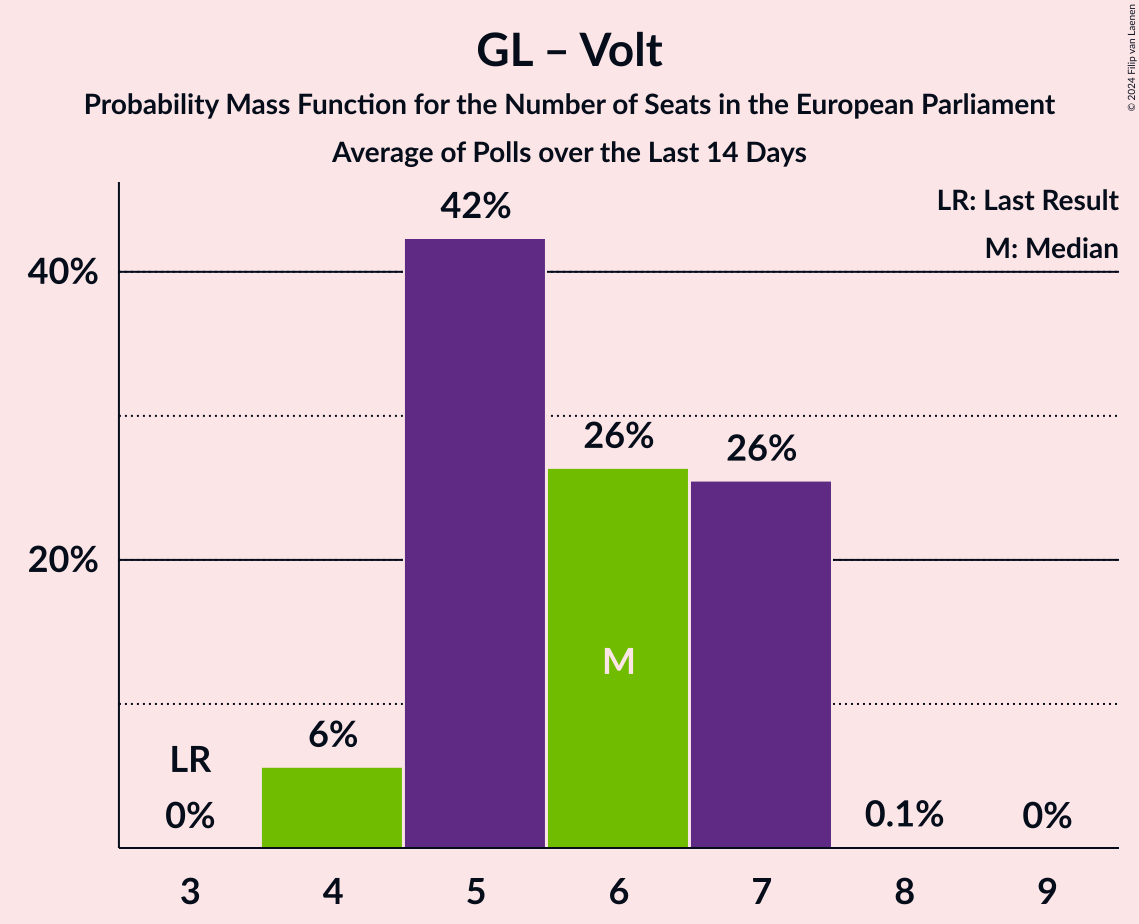 GL – Volt
Probability Mass Function for the Number of Seats in the European Parliament
Average of Polls over the Last 14 Days
© 2024 Filip van Laenen
LR: Last Result
M: Median
42%
40%
26%
26%
20%
M
6%
LR
0%
0.1%
0%
3 4 5 6 7 8 9